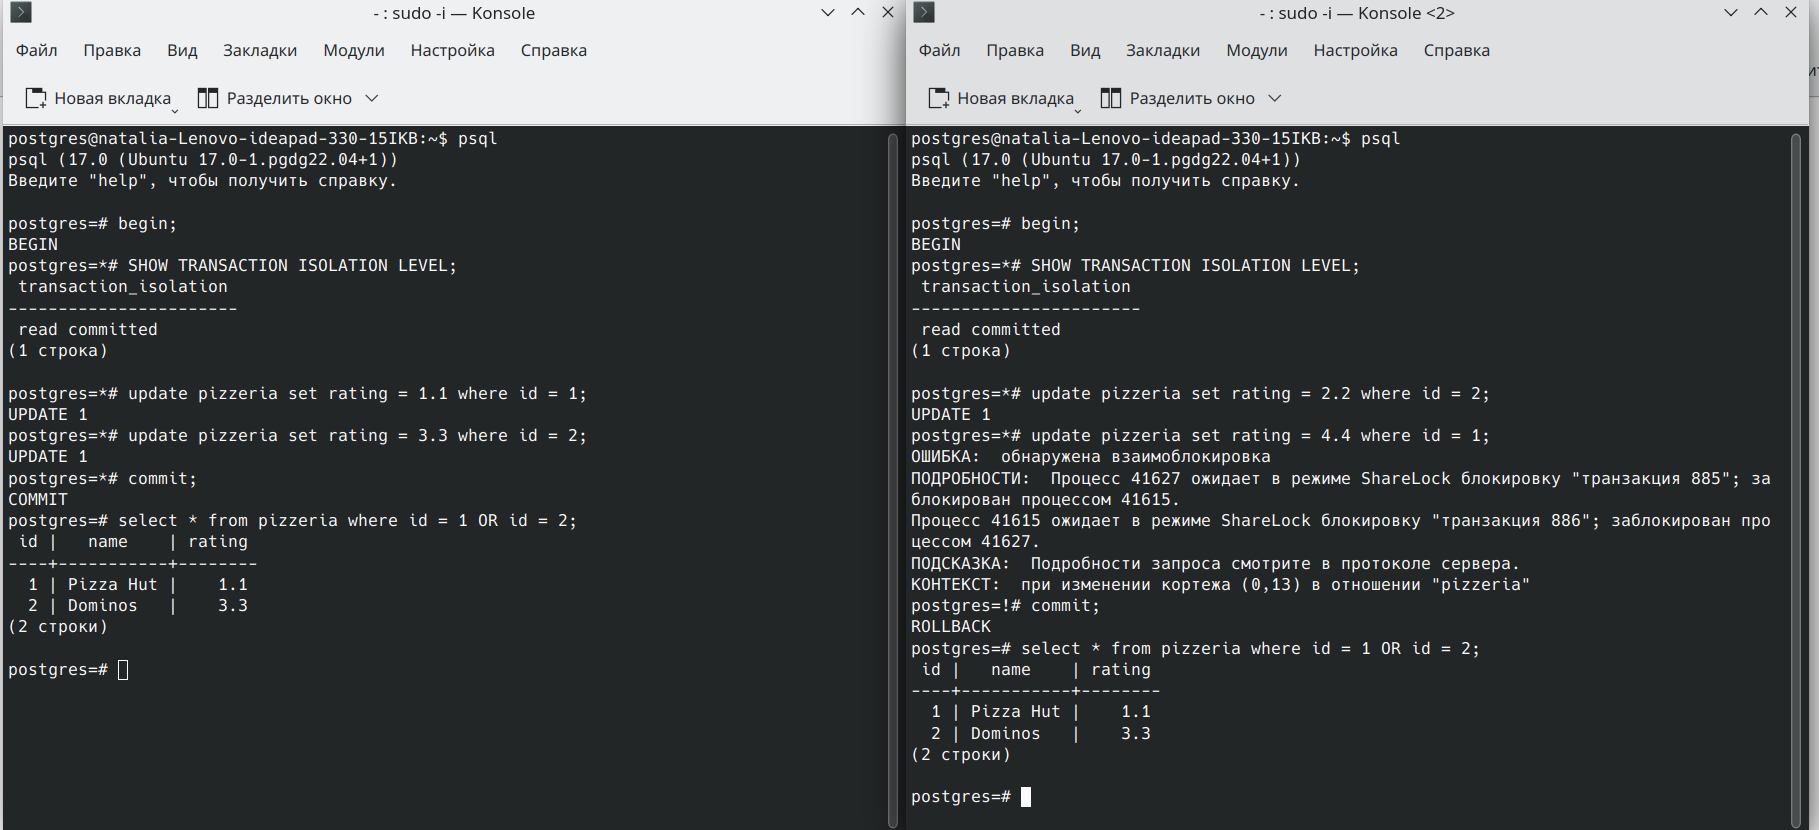 - : sudo -i — Konsole
Файл Правка Вид Закладки Модули Настройка Справка
Новая вкладка Разделить окно
postgres@natalia-Lenovo-ideapad-330-15IKB:~$ psql
psql (17.0 (Ubuntu 17.0-1.pgdg22.04+1))
Введите "help", чтобы получить справку.
postgres=# begin;
BEGIN
postgres=*# SHOW TRANSACTION ISOLATION LEVEL;
transaction_isolation
-----------------------
read committed
(1 строка)
postgres=*# update pizzeria set rating = 1.1 where id = 1;
UPDATE 1
postgres=*# update pizzeria set rating = 3.3 where id = 2;
UPDATE 1
postgres=*# commit;
COMMIT
postgres=# select * from pizzeria where id = 1 OR id = 2;
id | name | rating
----+-----------+--------
1 | Pizza Hut | 1.1
2 | Dominos | 3.3
(2 строки)
postgres=#
- : sudo -i — Konsole <2>
Файл Правка Вид Закладки Модули Настройка Справка
Новая вкладка Разделить окно
postgres@natalia-Lenovo-ideapad-330-15IKB:~$ psql
psql (17.0 (Ubuntu 17.0-1.pgdg22.04+1))
Введите "help", чтобы получить справку.
postgres=# begin;
BEGIN
postgres=*# SHOW TRANSACTION ISOLATION LEVEL;
transaction_isolation
-----------------------
read committed
(1 строка)
postgres=*# update pizzeria set rating = 2.2 where id = 2;
UPDATE 1
postgres=*# update pizzeria set rating = 4.4 where id = 1;
ОШИБКА: обнаружена взаимоблокировка
ПОДРОБНОСТИ: Процесс 41627 ожидает в режиме ShareLock блокировку "транзакция 885"; за
блокирован процессом 41615.
Процесс 41615 ожидает в режиме ShareLock блокировку "транзакция 886"; заблокирован про
цессом 41627.
ПОДСКАЗКА: Подробности запроса смотрите в протоколе сервера.
КОНТЕКСТ: при изменении кортежа (0,13) в отношении "pizzeria"
postgres=!# commit;
ROLLBACK
postgres=# select * from pizzeria where id = 1 OR id = 2;
id | name | rating
----+-----------+--------
1 | Pizza Hut | 1.1
2 | Dominos | 3.3
(2 строки)
postgres=#